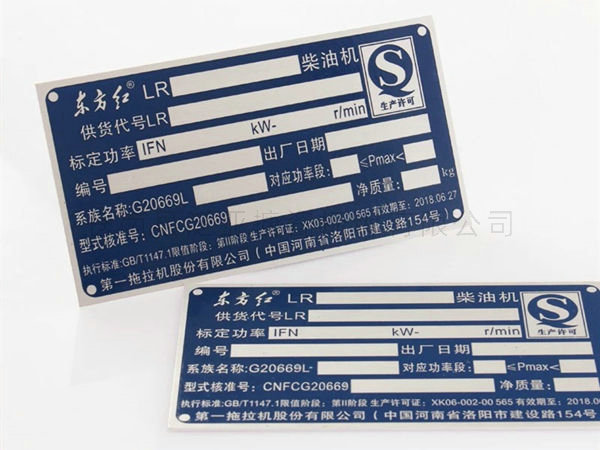 东方红® LR 柴油机
供货代号LR
标定功率 IFN kW- r/min
编号 出厂日期
系族名称:G20669L 对应功率段: ≤Pmax<
型式核准号: CNFCG20669 净质量: kg
执行标准:GB/T1147.1限值阶段：第II阶段 生产许可证：XK03-002-00 565 有效期至：2018.06.27
第一拖拉机股份有限公司（中国河南省洛阳市建设路154号）
Q S
生产许可
东方红® LR 柴油机
供货代号LR
标定功率 IFN kW- r/min
编号 出厂日期
系族名称:G20669L- 对应功率段: ≤Pmax<
型式核准号: CNFCG20669 净质量:
执行标准:GB/T1147.1限值阶段：第II阶段 生产许可证：XK06-002-00 565 有效期至：2018.06
第一拖拉机股份有限公司（中国河南省洛阳市建设路154号
Q S
生产许可
有限公司